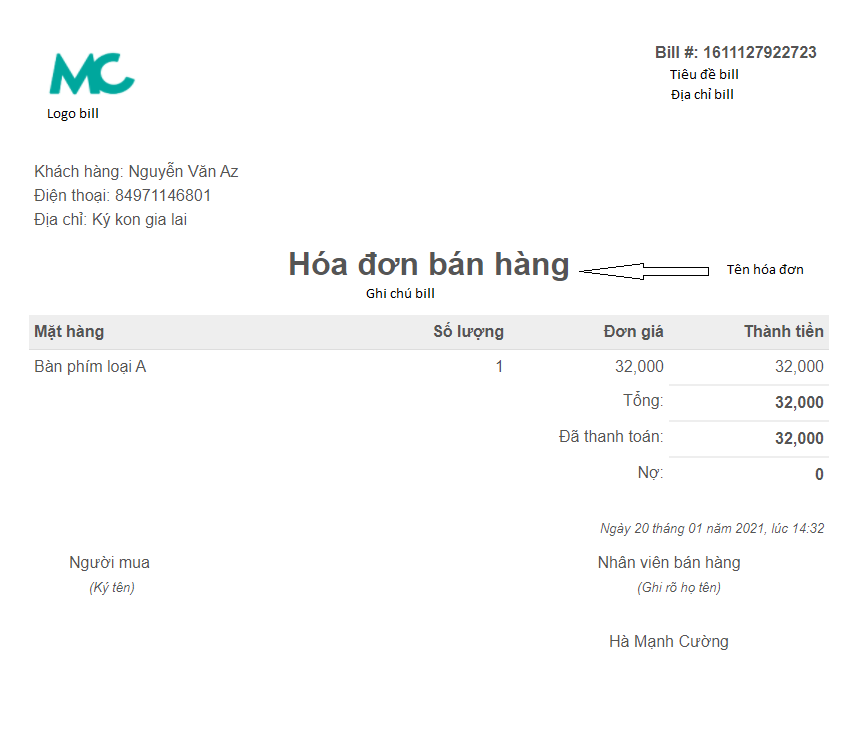 MC
Logo bill
Bill #: 1611127922723
Tiêu đề bill
Địa chỉ bill
Khách hàng: Nguyễn Văn Az
Điện thoại: 84971146801
Địa chỉ: Ký kon gia lai
Hóa đơn bán hàng
Tên hóa đơn
Ghi chú bill
Mặt hàng Số lượng Đơn giá Thành tiền
Bàn phím loại A 1 32,000 32,000
Tổng: 32,000
Đã thanh toán: 32,000
Nợ: 0
Ngày 20 tháng 01 năm 2021, lúc 14:32
Người mua Nhân viên bán hàng
(Ký tên) (Ghi rõ họ tên)
Hà Mạnh Cường